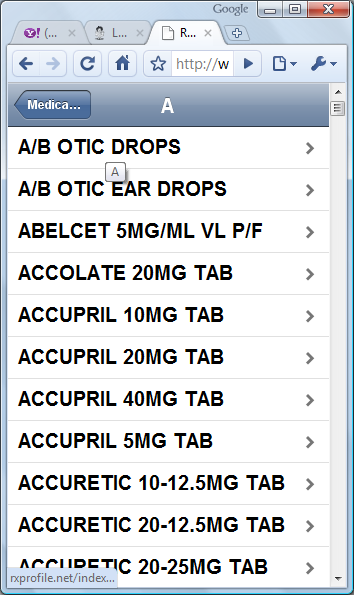 Google
Y! (...
L...
R...
http://w
Medica...
A
A/B OTIC DROPS
A
A/B OTIC EAR DROPS
ABELCET 5MG/ML VL P/F
ACCOLATE 20MG TAB
ACCUPRIL 10MG TAB
ACCUPRIL 20MG TAB
ACCUPRIL 40MG TAB
ACCUPRIL 5MG TAB
ACCURETIC 10-12.5MG TAB
ACCURETIC 20-12.5MG TAB
ACCURETIC 20-25MG TAB
rxprofile.net/index...